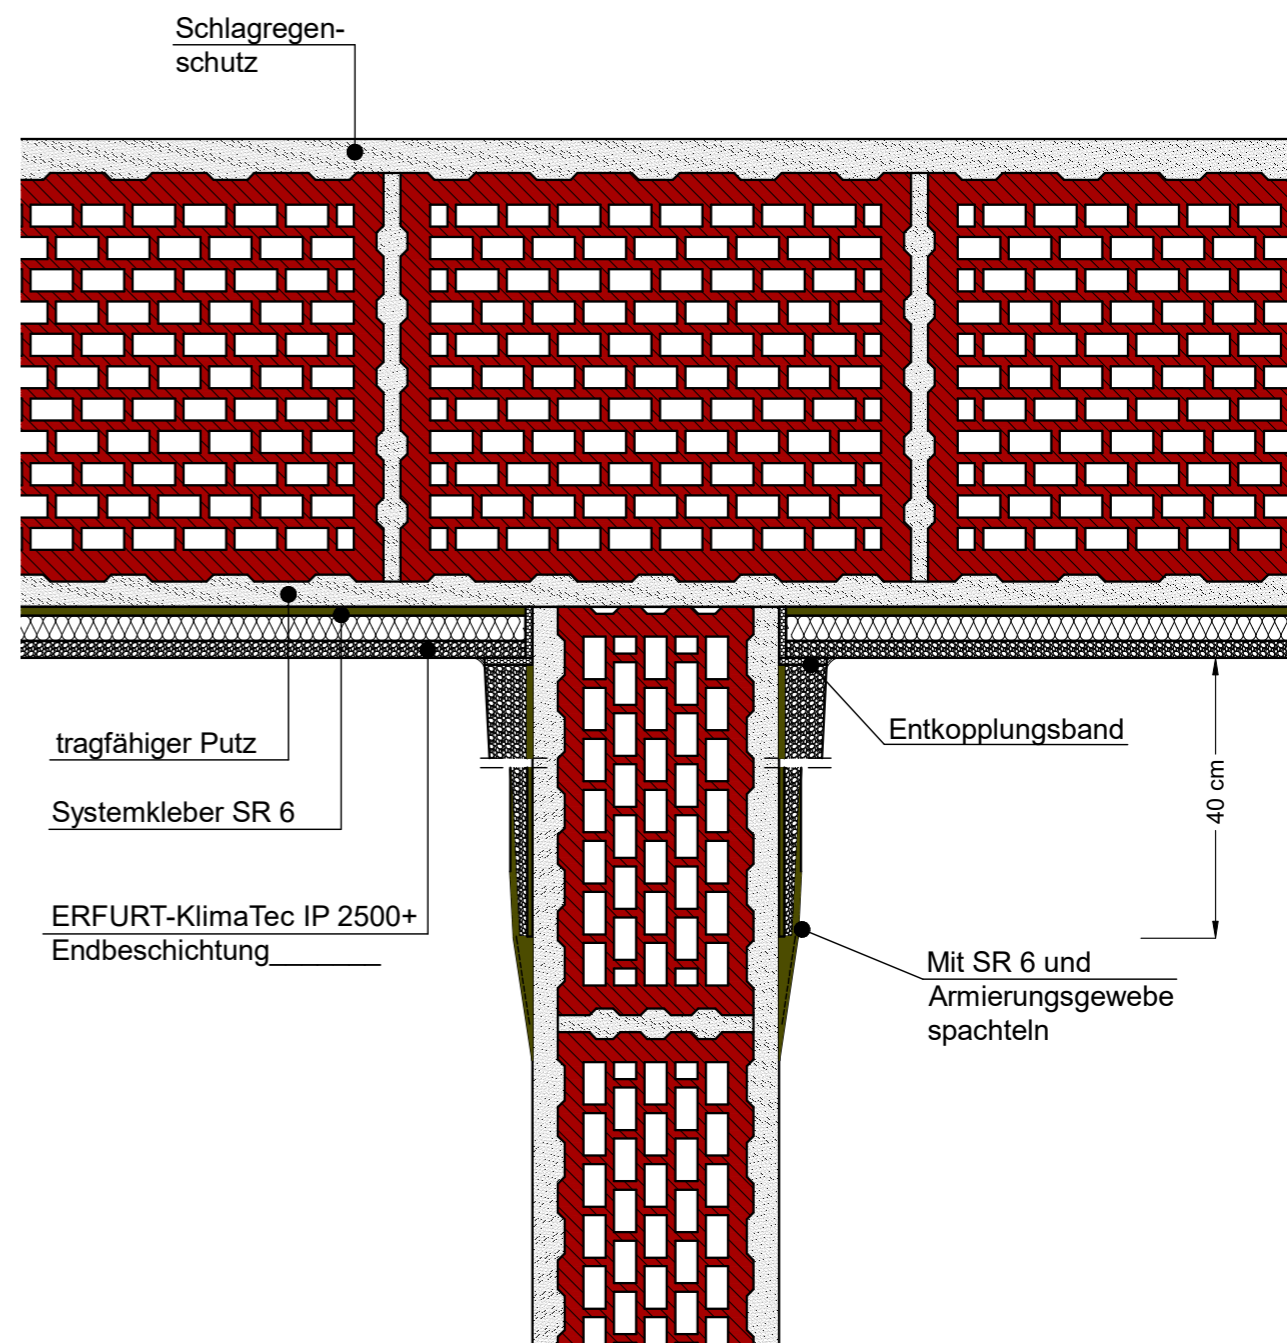 Schlagregen-
schutz
tragfähiger Putz
Systemkleber SR 6
ERFURT-KlimaTec IP 2500+
Endbeschichtung_______
Entkopplungsband
40 cm
Mit SR 6 und
Armierungsgewebe
spachteln